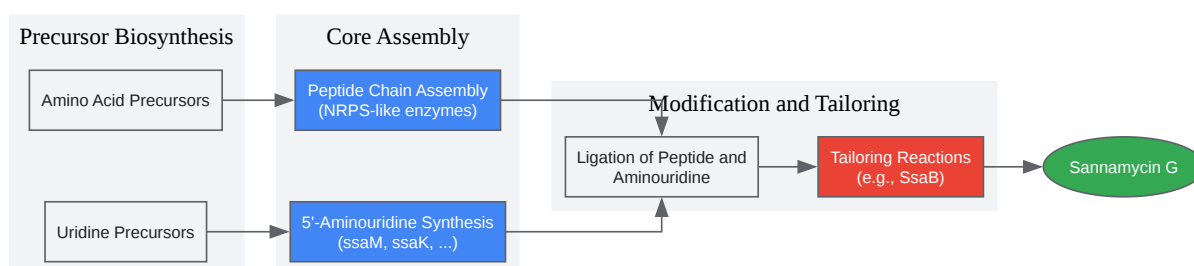 Precursor Biosynthesis
Amino Acid Precursors
Uridine Precursors
Core Assembly
Peptide Chain Assembly
(NRPS-like enzymes)
5'-Aminouridine Synthesis
(ssaM, ssaK, ...)
Modification and Tailoring
Ligation of Peptide and
Aminouridine
Tailoring Reactions
(e.g., SsaB)
Sannamycin G